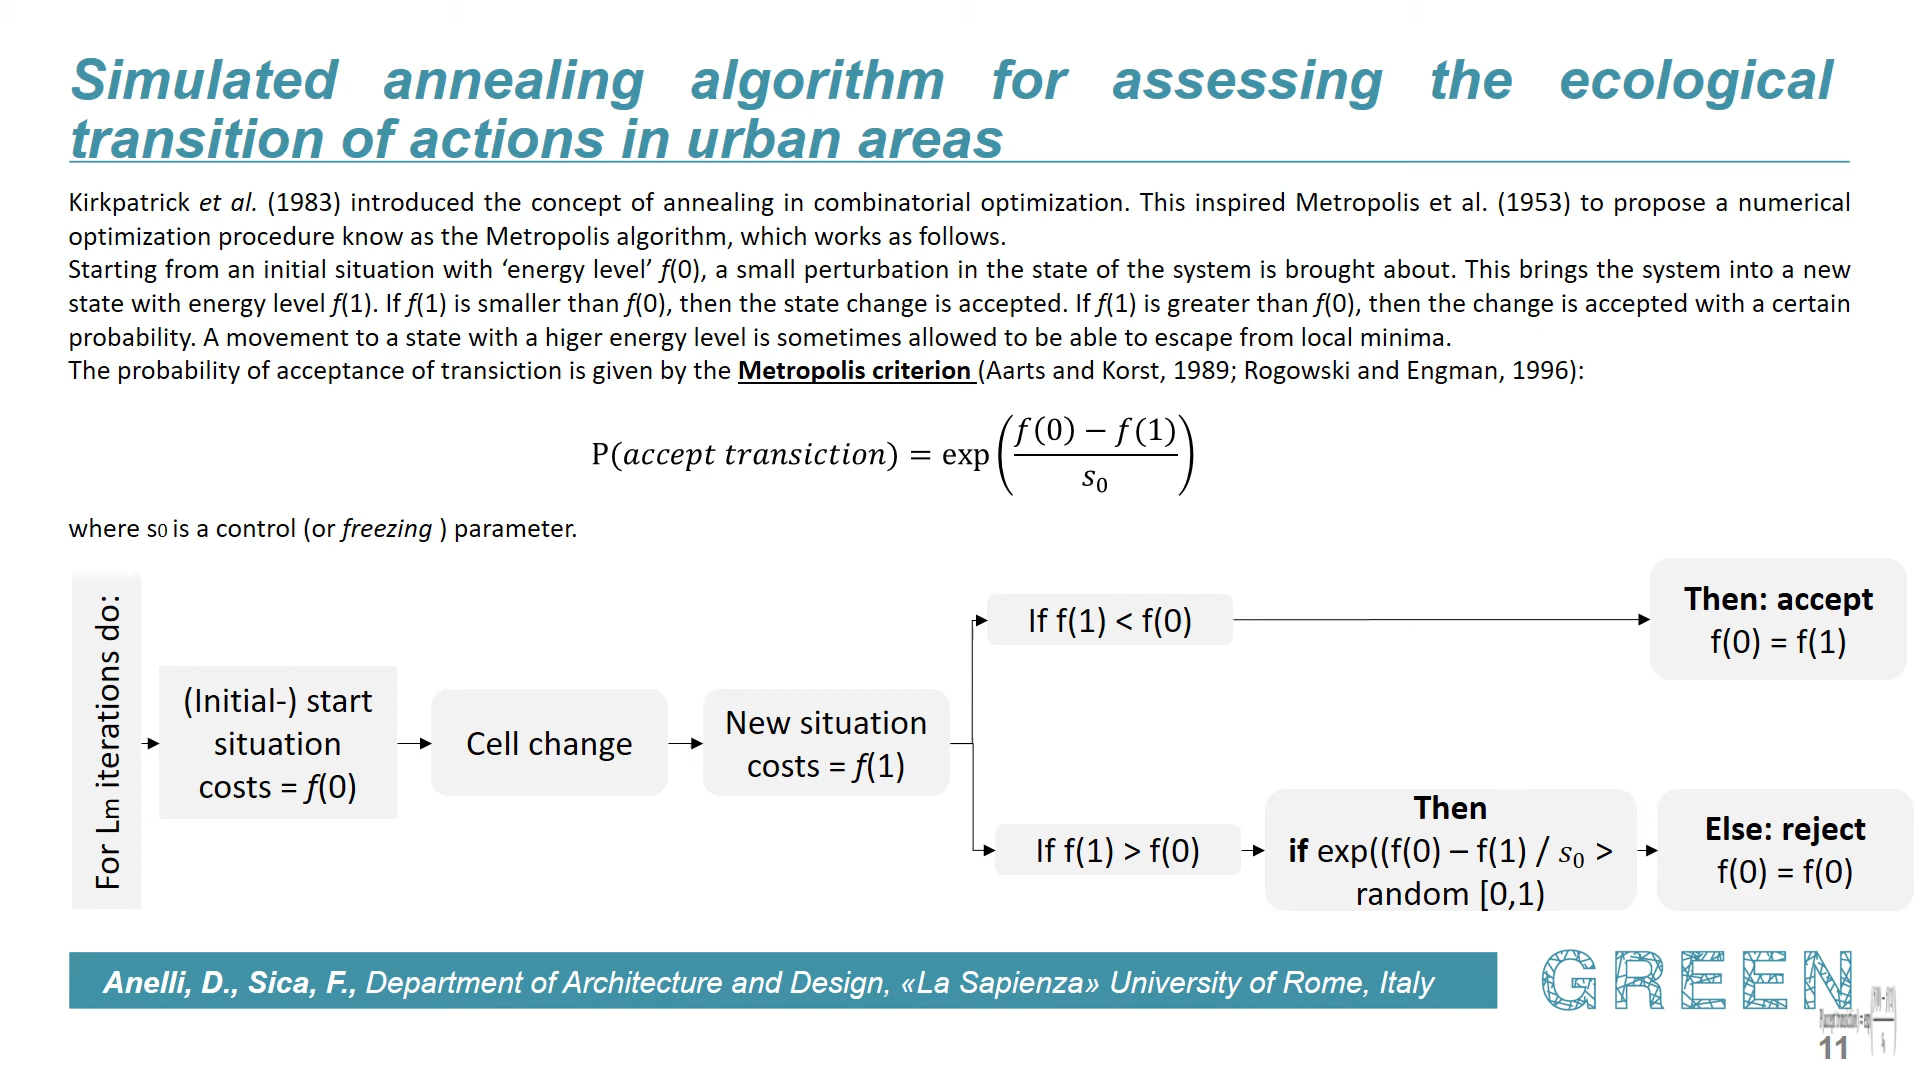 Simulated annealing algorithm for assessing the ecological
transition of actions in urban areas
Kirkpatrick et al. (1983) introduced the concept of annealing in combinatorial optimization. This inspired Metropolis et al. (1953) to propose a numerical
optimization procedure know as the Metropolis algorithm, which works as follows.
Starting from an initial situation with ‘energy level’ f(0), a small perturbation in the state of the system is brought about. This brings the system into a new
state with energy level f(1). If f(1) is smaller than f(0), then the state change is accepted. If f(1) is greater than f(0), then the change is accepted with a certain
probability. A movement to a state with a higer energy level is sometimes allowed to be able to escape from local minima.
The probability of acceptance of transiction is given by the Metropolis criterion (Aarts and Korst, 1989; Rogowski and Engman, 1996):
P(accept transiction) = exp((f(0) − f(1))/s₀)
where s0 is a control (or freezing ) parameter.
For Lm iterations do:
(Initial-) start
situation
costs = f(0)
Cell change
New situation
costs = f(1)
If f(1) < f(0)
Then: accept
f(0) = f(1)
If f(1) > f(0)
Then
if exp((f(0) – f(1) / s₀ >
random [0,1)
Else: reject
f(0) = f(0)
Anelli, D., Sica, F., Department of Architecture and Design, «La Sapienza» University of Rome, Italy
GREEN
P(accept transiction) = exp((f(0) − f(1))/s₀)
11